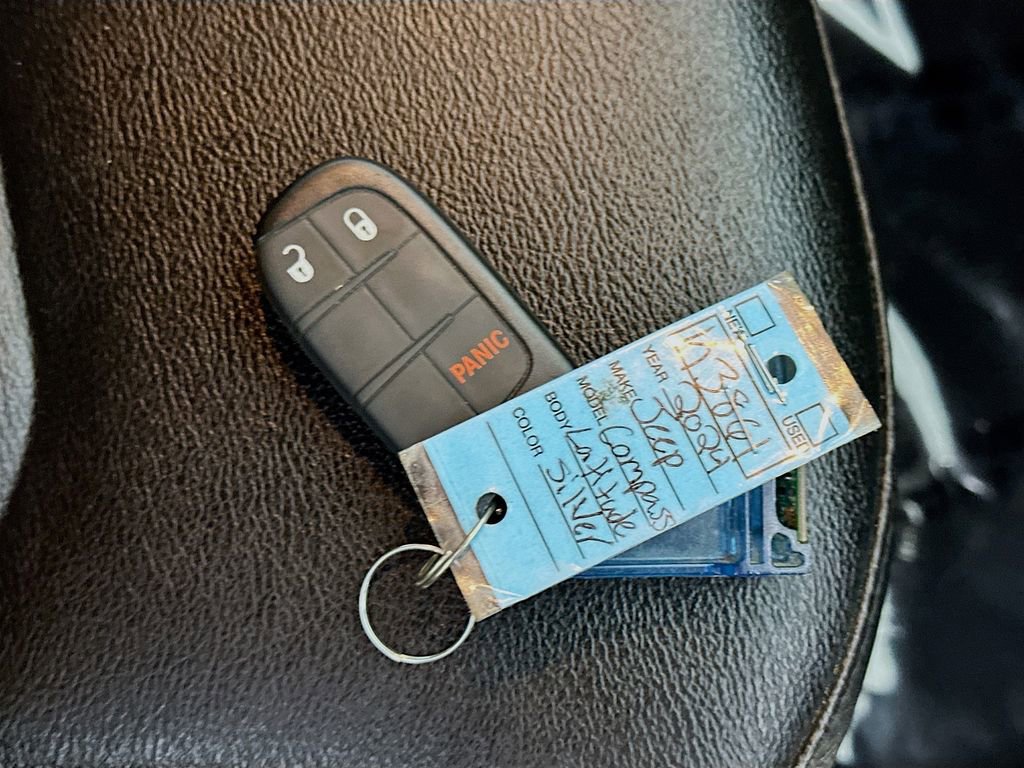 PANIC
NEW
USED
YEAR 2024
MAKE Jeep
MODEL Compass
BODY Latitude
COLOR Silver